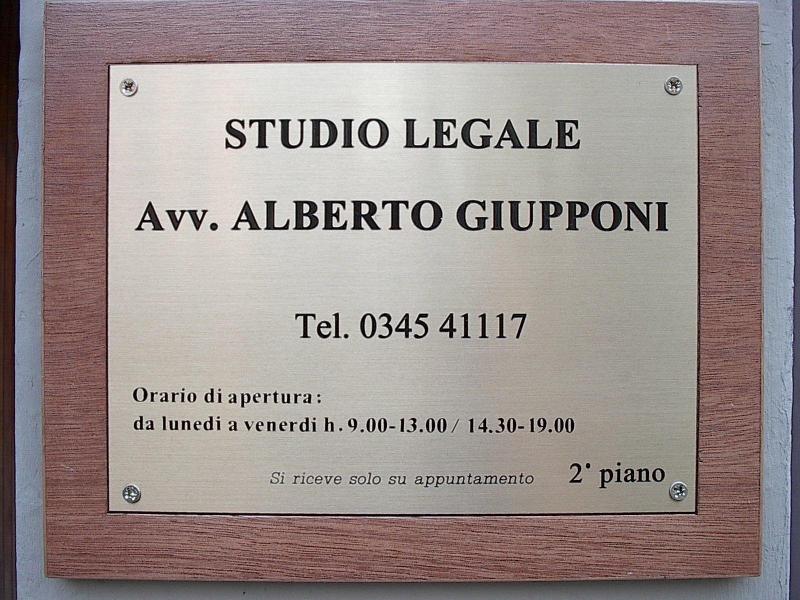 STUDIO LEGALE
Avv. ALBERTO GIUPPONI
Tel. 0345 41117
Orario di apertura:
da lunedi a venerdi h. 9.00-13.00 / 14.30-19.00
Si riceve solo su appuntamento 2° piano